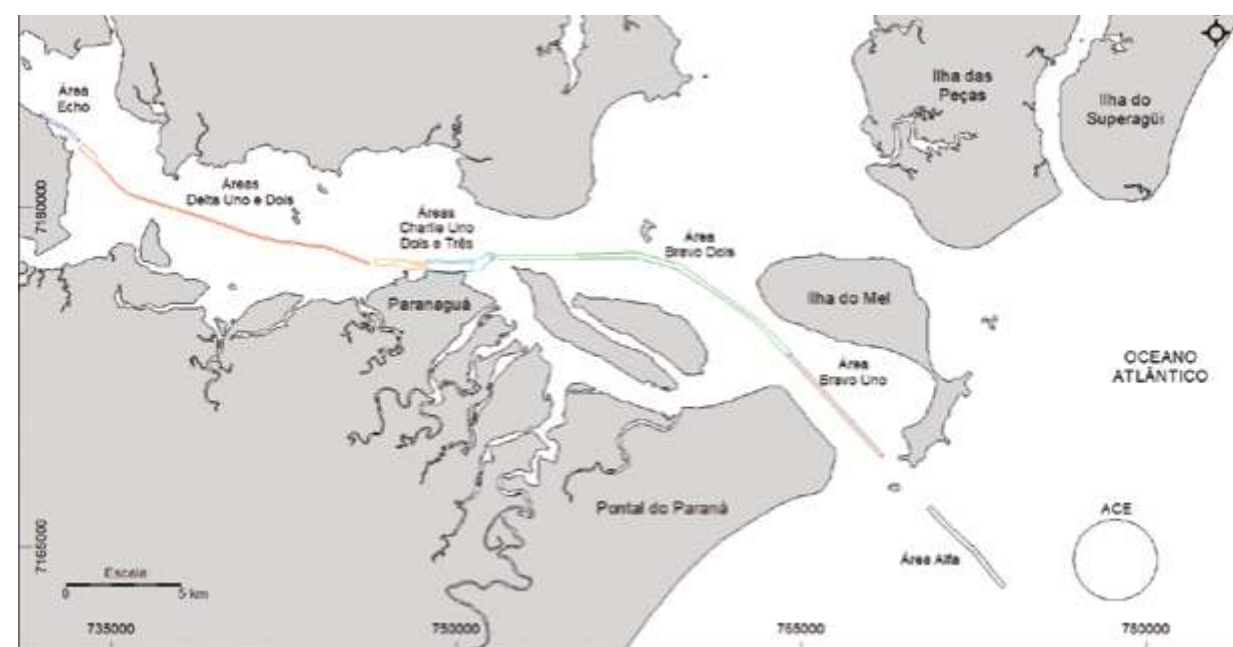 Área
Echo
Ilha das
Peças
Ilha do
Superagüi
Áreas
Delta Uno e Dois
Áreas
Charlie Uno
Dois e Três
Área
Bravo Dois
7180000
Paranaguá
Ilha do Mel
Área
Bravo Uno
OCEANO
ATLÂNTICO
Pontal do Paraná
ACE
Área Alfa
7165000
Escala
0 5 km
735000 750000 765000 780000